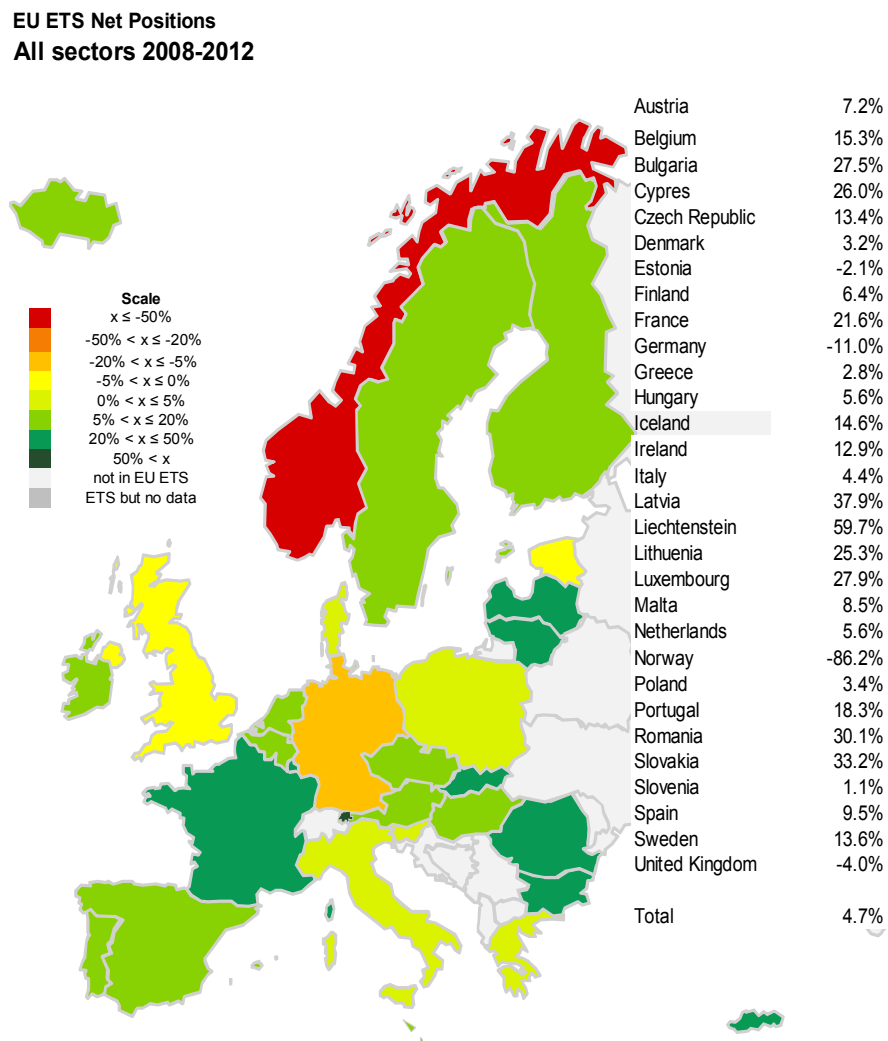 EU ETS Net Positions
All sectors 2008-2012
Austria 7.2%
Belgium 15.3%
Bulgaria 27.5%
Cypres 26.0%
Czech Republic 13.4%
Denmark 3.2%
Estonia -2.1%
Finland 6.4%
France 21.6%
Germany -11.0%
Greece 2.8%
Hungary 5.6%
Iceland 14.6%
Ireland 12.9%
Italy 4.4%
Latvia 37.9%
Liechtenstein 59.7%
Lithuenia 25.3%
Luxembourg 27.9%
Malta 8.5%
Netherlands 5.6%
Norway -86.2%
Poland 3.4%
Portugal 18.3%
Romania 30.1%
Slovakia 33.2%
Slovenia 1.1%
Spain 9.5%
Sweden 13.6%
United Kingdom -4.0%
Total 4.7%
Scale
x ≤ -50%
-50% < x ≤ -20%
-20% < x ≤ -5%
-5% < x ≤ 0%
0% < x ≤ 5%
5% < x ≤ 20%
20% < x ≤ 50%
50% < x
not in EU ETS
ETS but no data